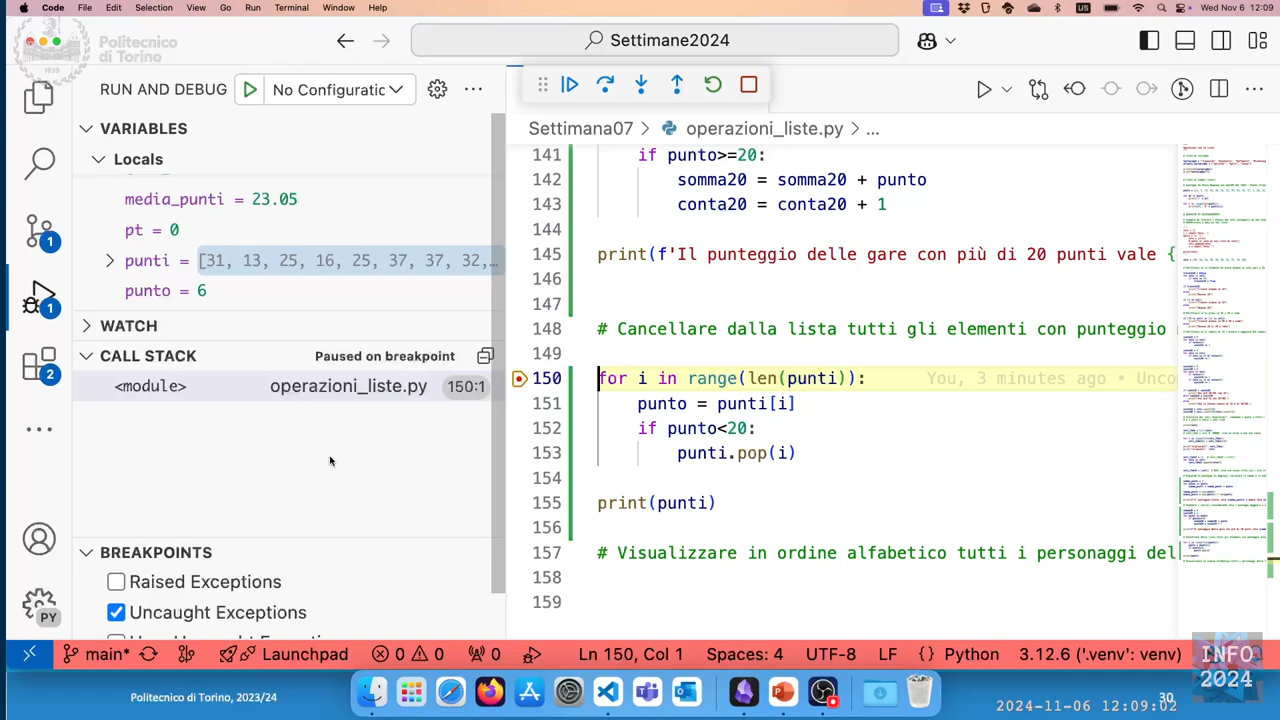 Code File Edit Selection View Go Run Terminal Window Help US Wed Nov 6 12:09
Politecnico
di Torino
1859
Settimane2024
RUN AND DEBUG No Configuratic
Settimana07 > operazioni_liste.py > ...
VARIABLES
Locals
media_punti = 23.05
pt = 0
punti = [31, 13, 25, 16, 25, 37, 37, 32...
punto = 6
WATCH
CALL STACK Paused on breakpoint
<module> operazioni_liste.py 150:1
BREAKPOINTS
Raised Exceptions
Uncaught Exceptions
1
1
2
PY
141 if punto>=20:
142 somma20 = somma20 + punto
143 conta20 = conta20 + 1
144
145 print(f'Il punteggio delle gare con più di 20 punti vale {
146
147
148 # Cancellare dalla lista tutti gli elementi con punteggio
149
150 for i in range(len(punti)): You, 3 minutes ago • Unco
151 punto = punti[i]
152 if punto<20:
153 punti.pop(i)
154
155 print(punti)
156
157 # Visualizzare in ordine alfabetico tutti i personaggi del
158
159
main* Launchpad 0 0 0 Ln 150, Col 1 Spaces: 4 UTF-8 LF {} Python 3.12.6 ('.venv': venv)
INFO
2024
Politecnico di Torino, 2023/24
30
2024-11-06 12:09:02